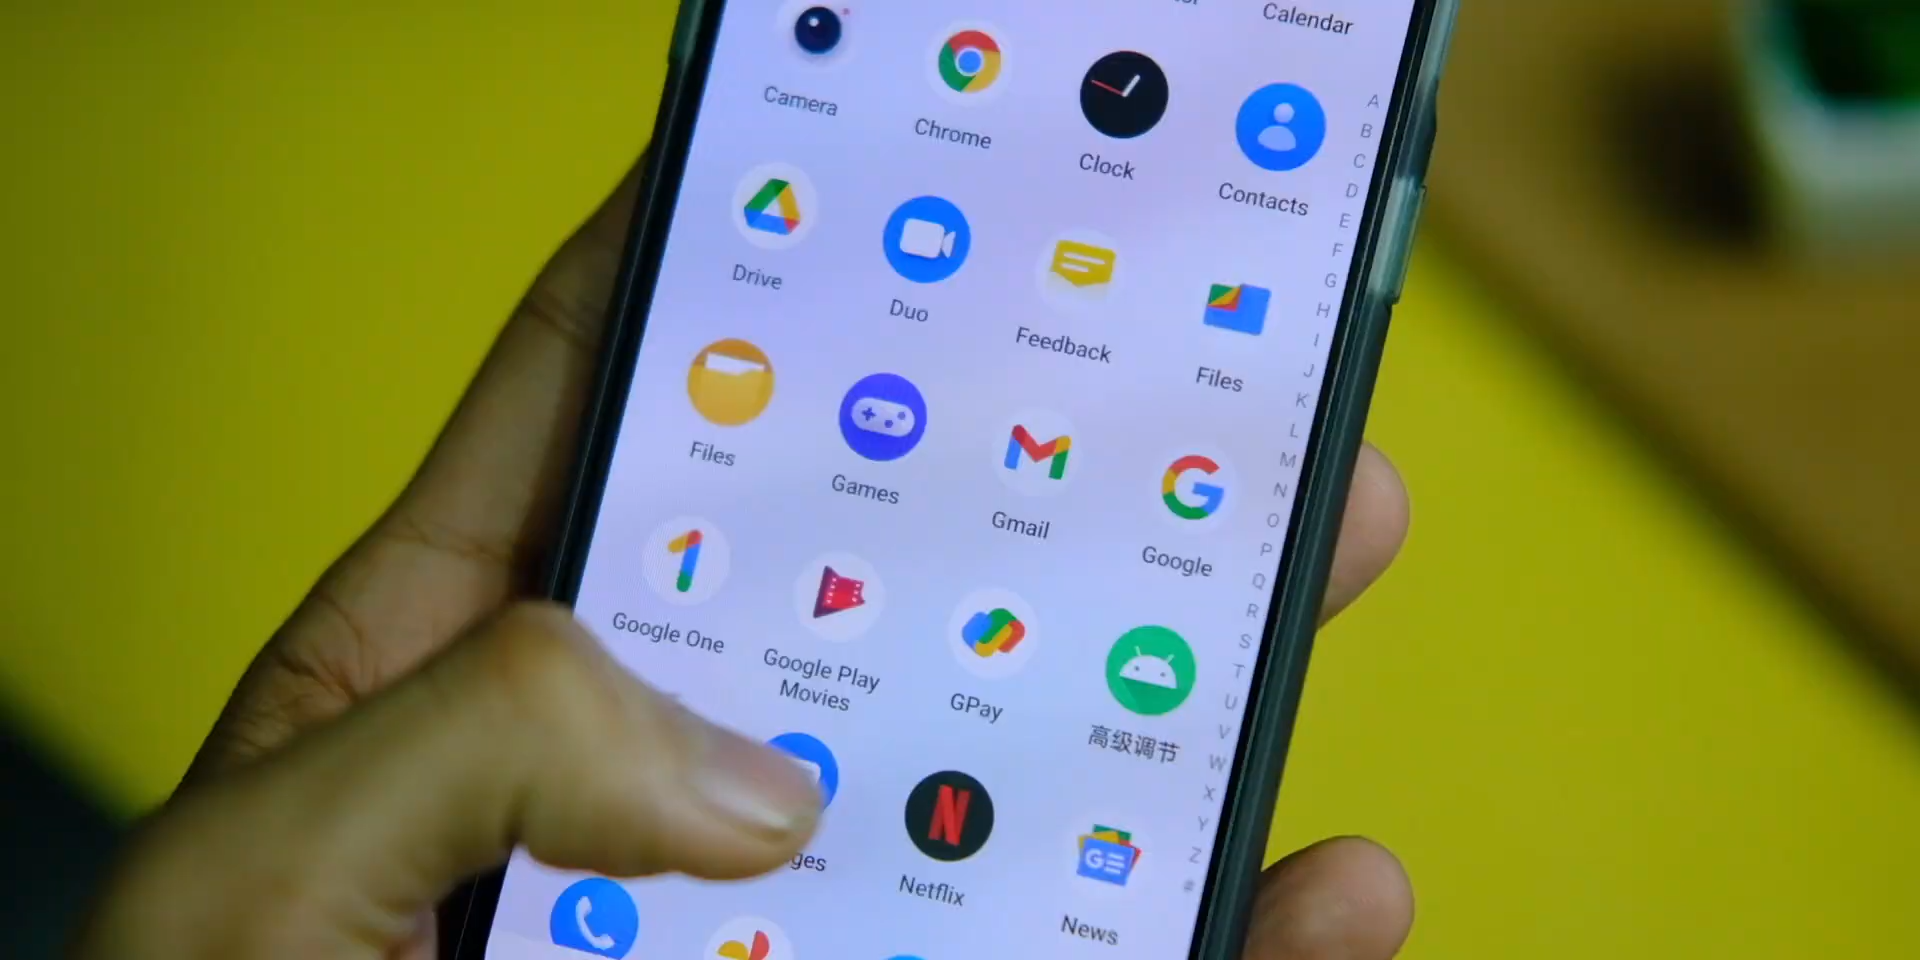 Calendar
Camera
Chrome
Clock
Contacts
Drive
Duo
Feedback
Files
Files
Games
Gmail
Google
Google One
Google Play
Movies
GPay
高级调节
Netflix
News
GE
A
B
C
D
E
F
G
H
I
J
K
L
M
N
O
P
Q
R
S
T
U
V
W
X
Y
Z
#